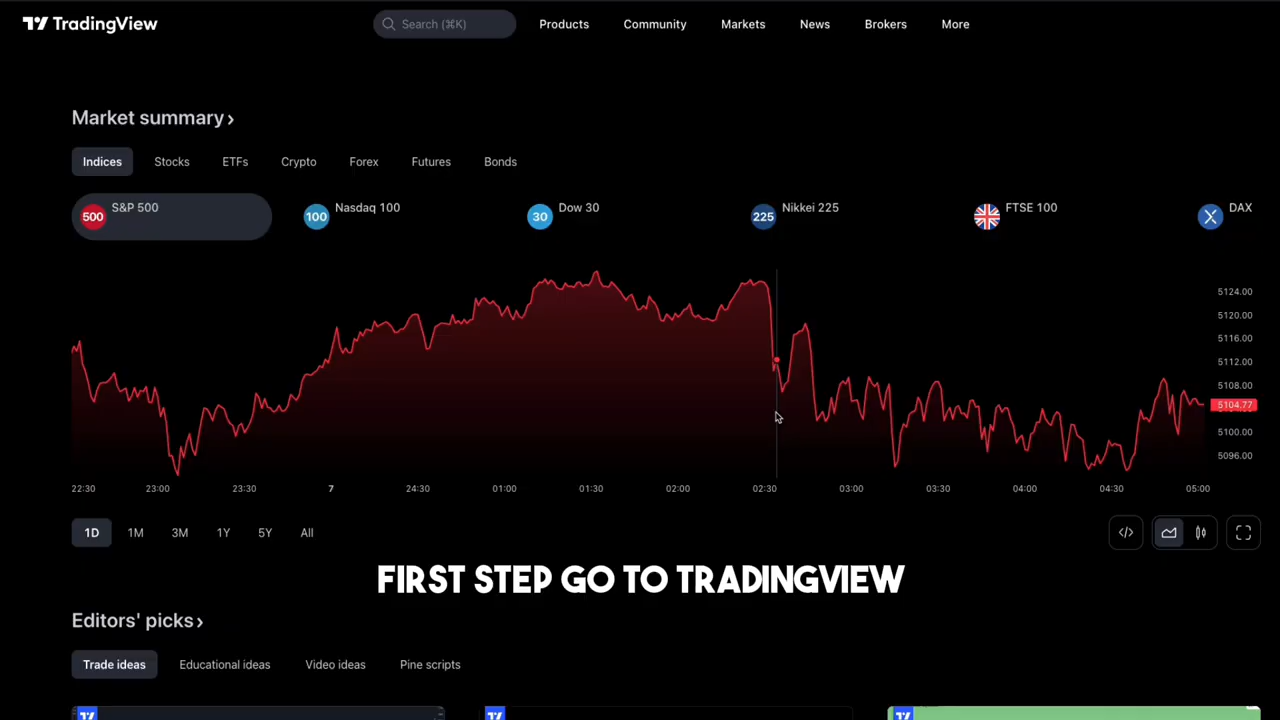 TradingView
Search (⌘K)
Products
Community
Markets
News
Brokers
More
Market summary ›
Indices
Stocks
ETFs
Crypto
Forex
Futures
Bonds
500
S&P 500
100
Nasdaq 100
30
Dow 30
225
Nikkei 225
FTSE 100
X
DAX
5124.00
5120.00
5116.00
5112.00
5108.00
5104.77
5100.00
5096.00
22:30
23:00
23:30
7
24:30
01:00
01:30
02:00
02:30
03:00
03:30
04:00
04:30
05:00
1D
1M
3M
1Y
5Y
All
</>
FIRST STEP GO TO TRADINGVIEW
Editors' picks ›
Trade ideas
Educational ideas
Video ideas
Pine scripts